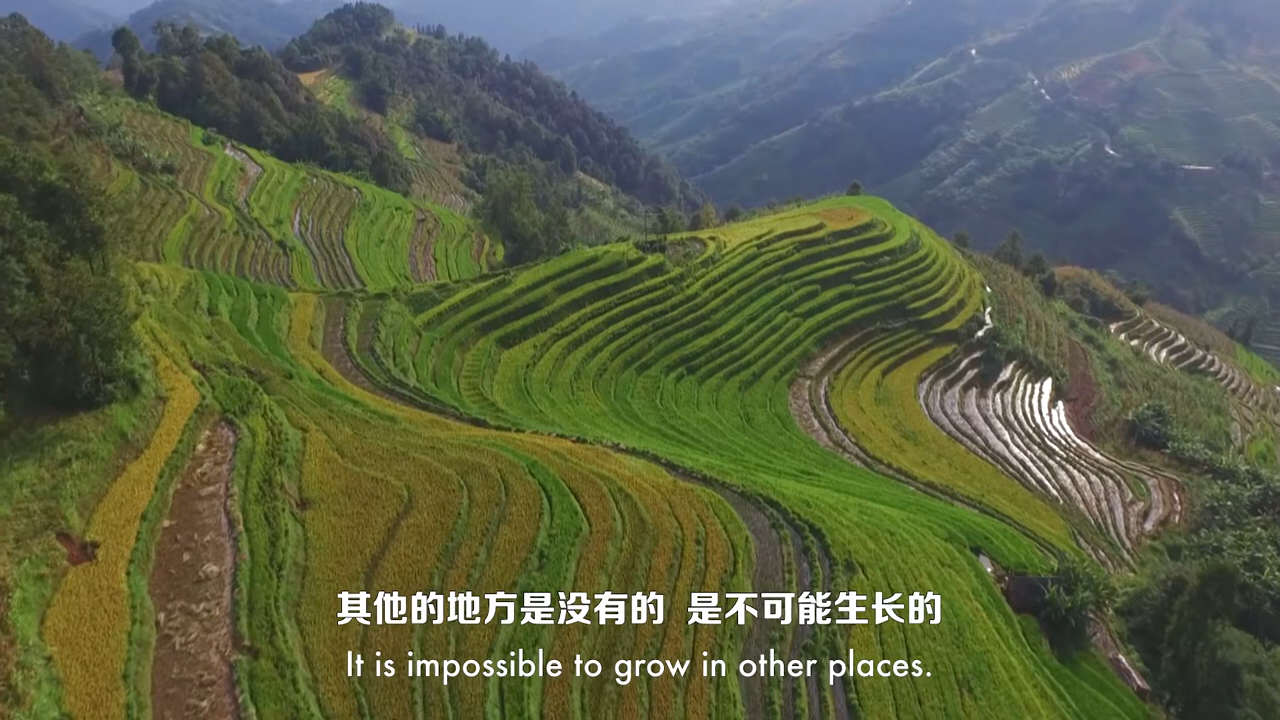 其他的地方是没有的 是不可能生长的
It is impossible to grow in other places.